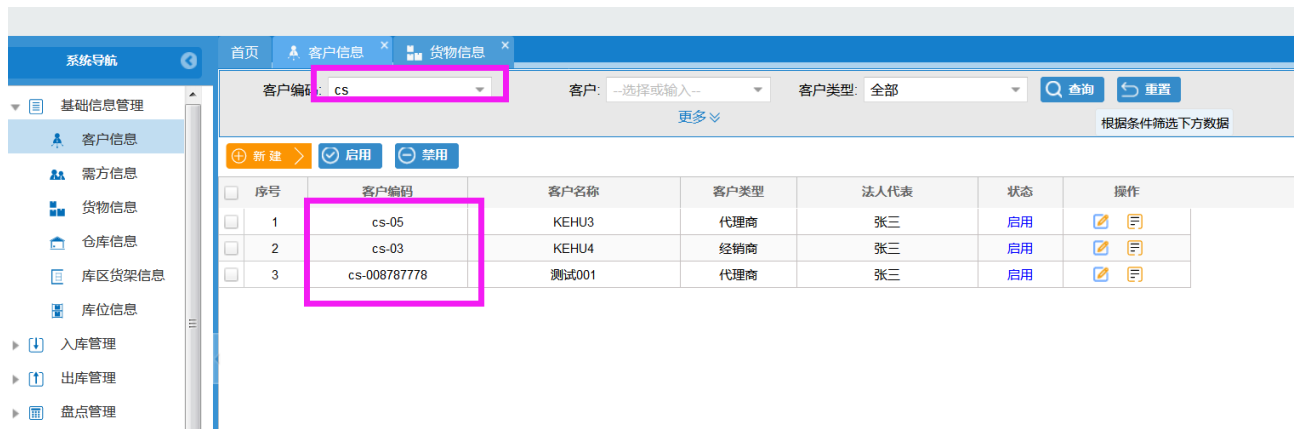 系统导航
首页 客户信息 × 货物信息 ×
客户编码: cs 客户: --选择或输入-- 客户类型: 全部 查询 重置
更多
根据条件筛选下方数据
新建 启用 禁用
序号 客户编码 客户名称 客户类型 法人代表 状态 操作
1 cs-05 KEHU3 代理商 张三 启用
2 cs-03 KEHU4 经销商 张三 启用
3 cs-008787778 测试001 代理商 张三 启用
基础信息管理
客户信息
需方信息
货物信息
仓库信息
库区货架信息
库位信息
入库管理
出库管理
盘点管理